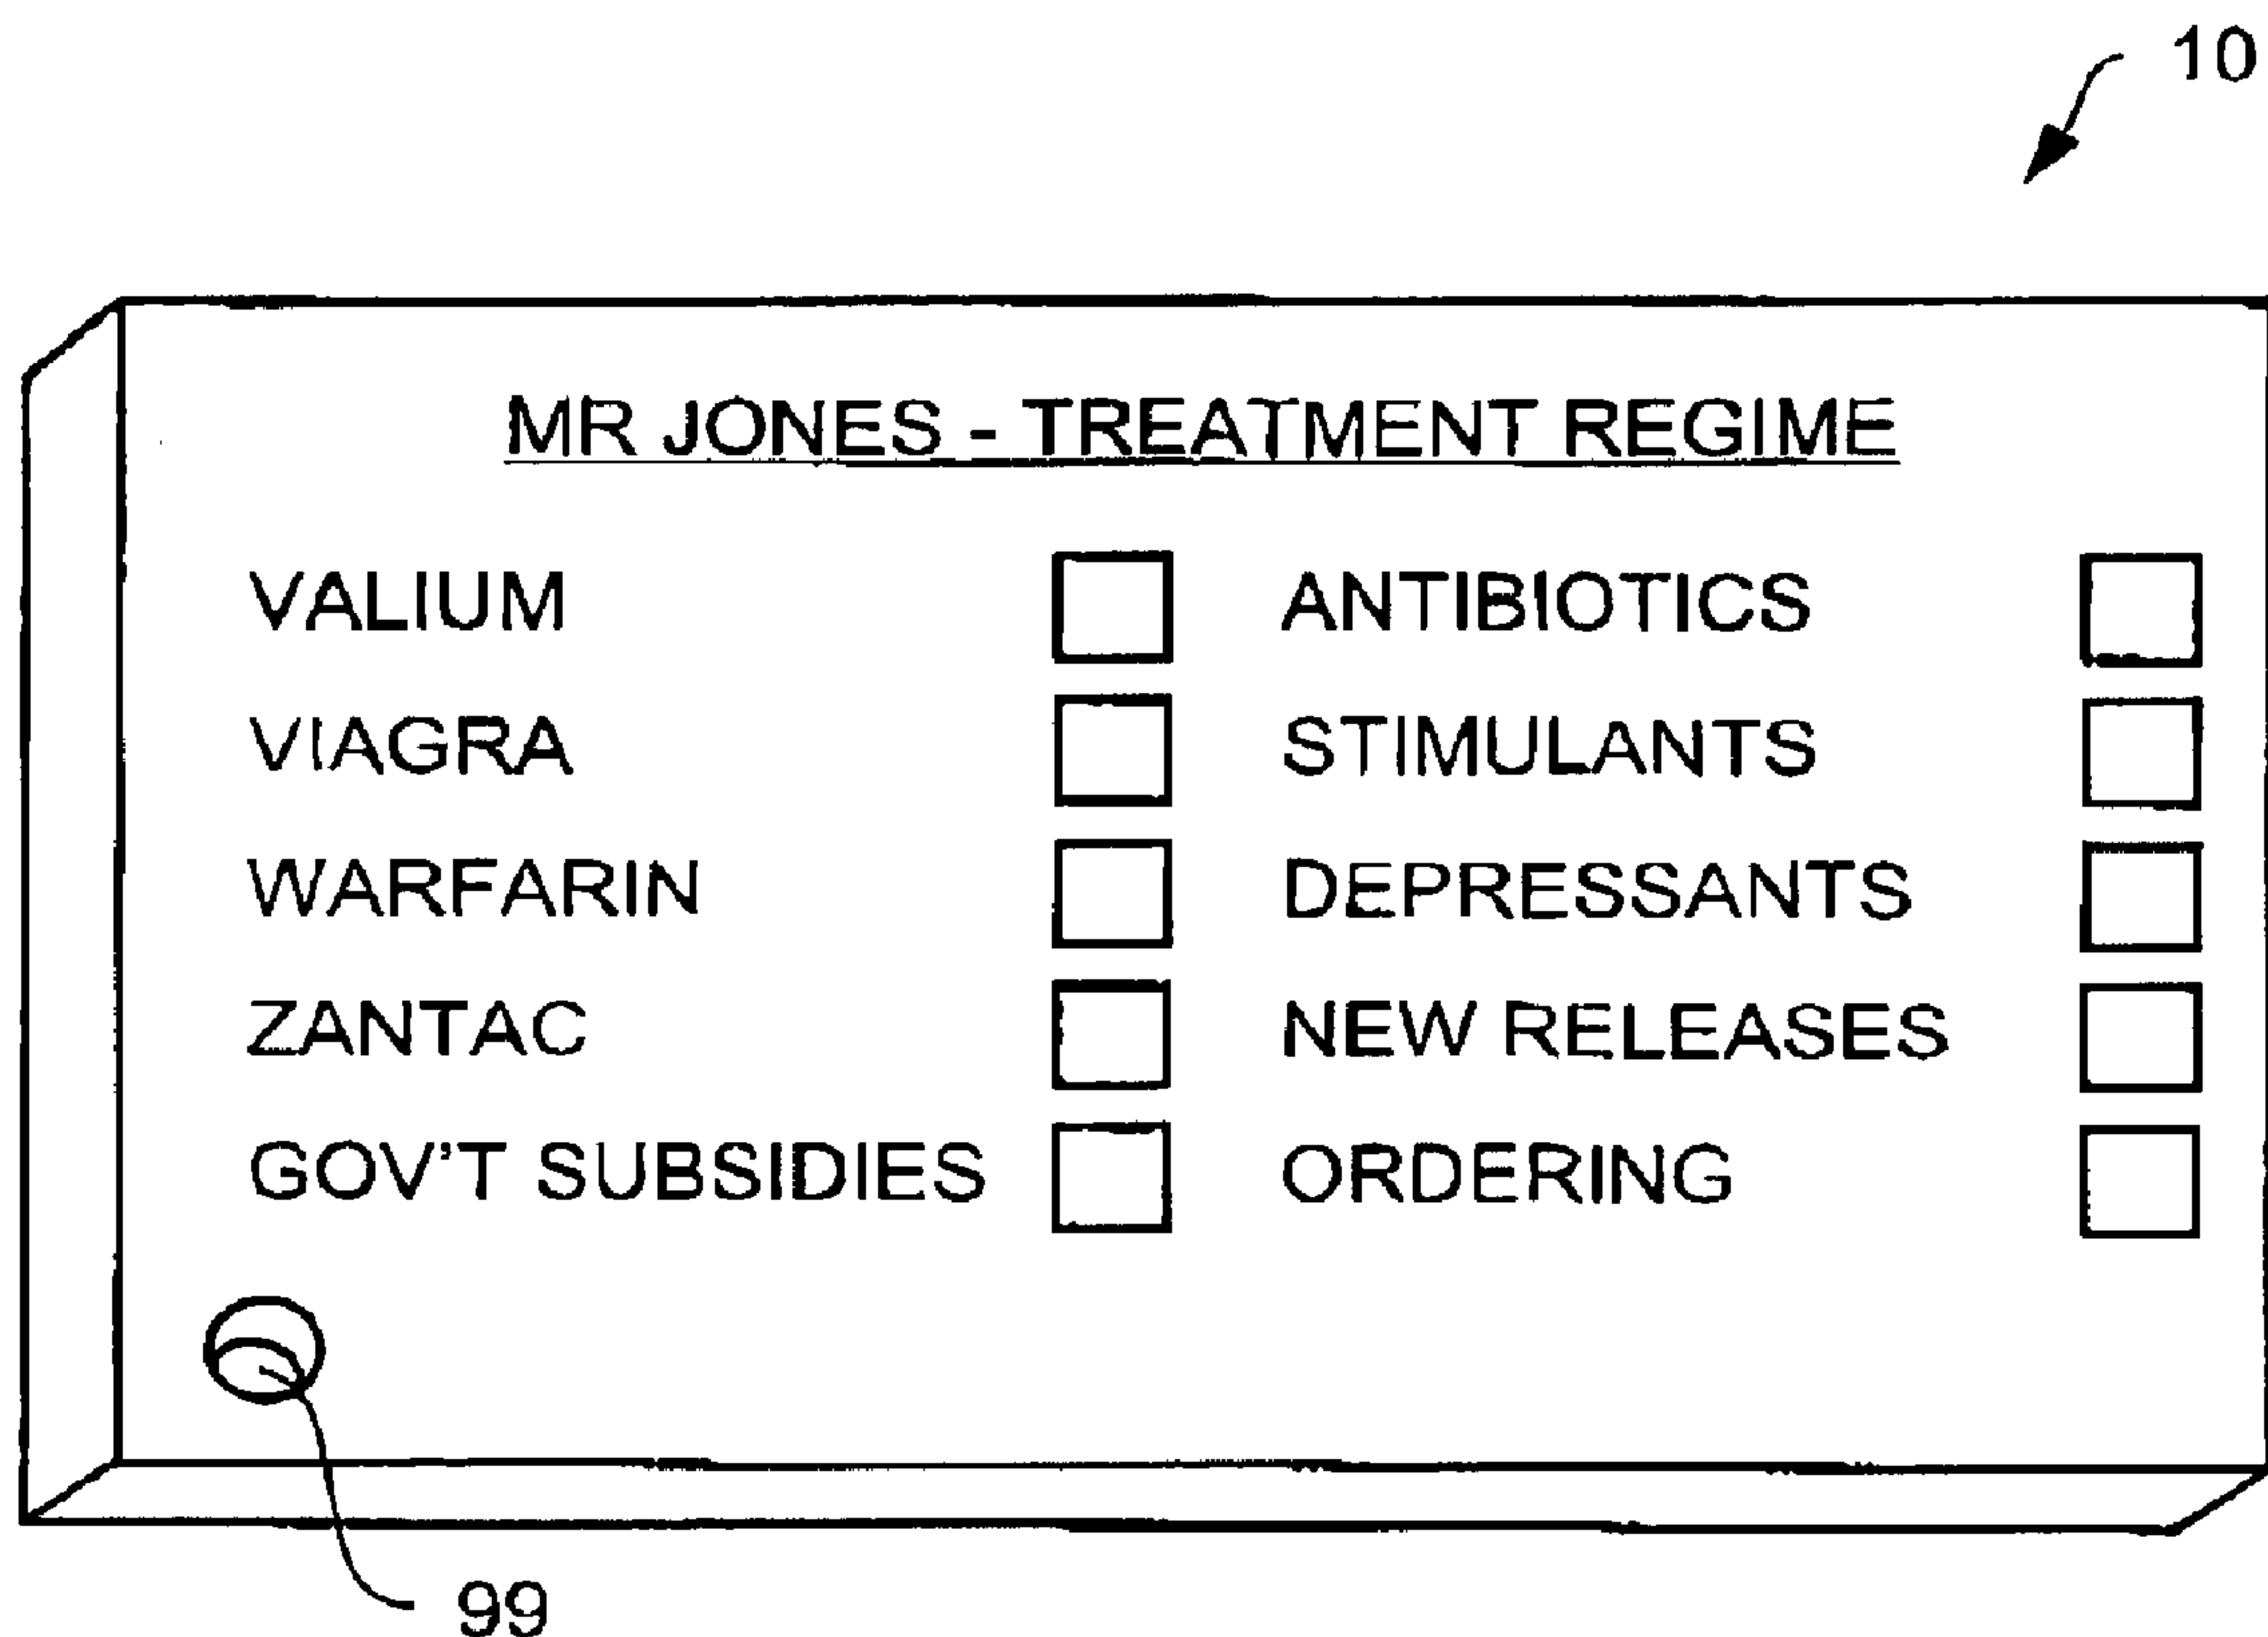 10
MR JONES - TREATMENT REGIME
VALIUM ANTIBIOTICS
VIAGRA STIMULANTS
WARFARIN DEPRESSANTS
ZANTAC NEW RELEASES
GOV'T SUBSIDIES ORDERING
99